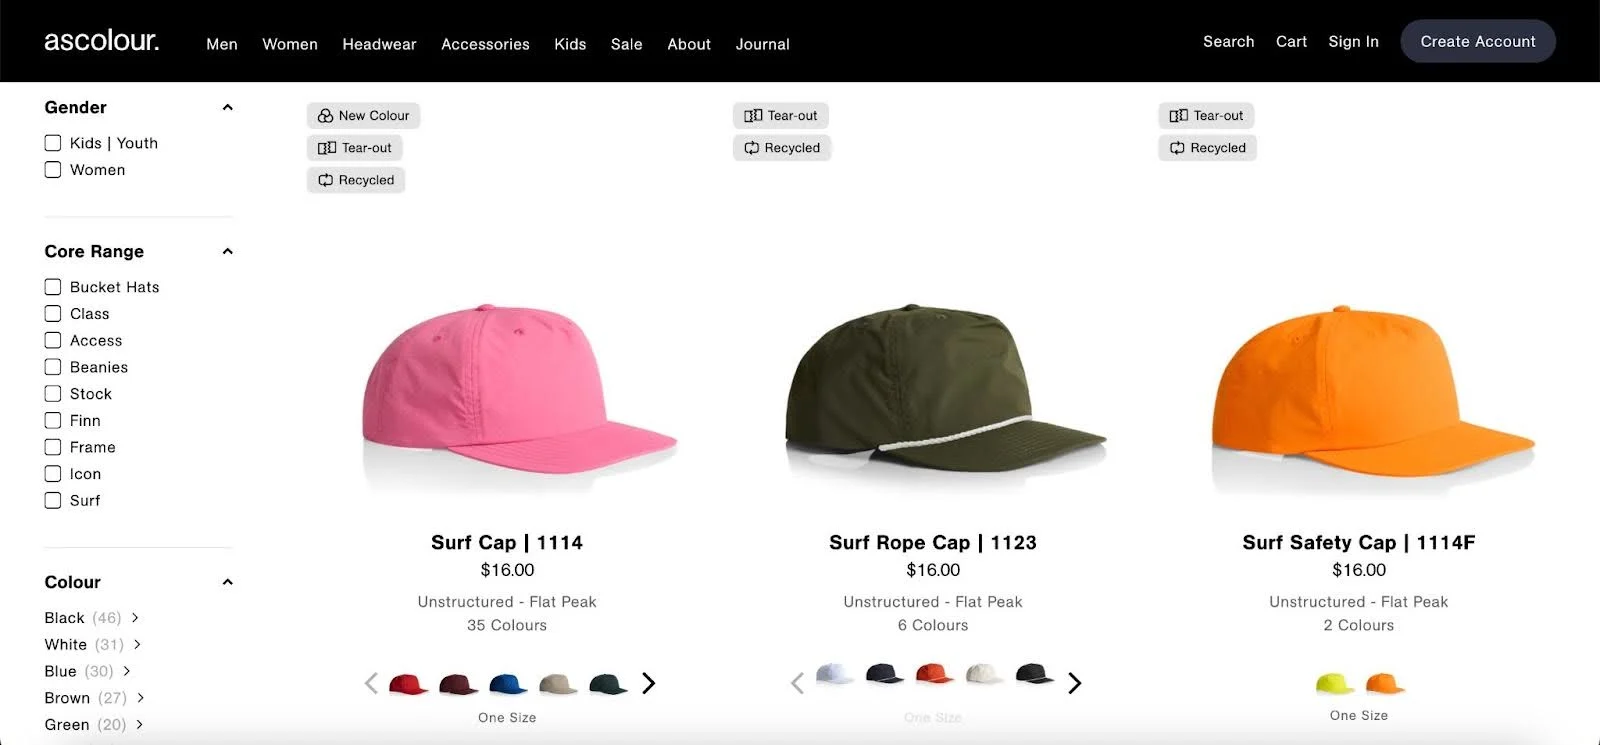 ascolour.
Men Women Headwear Accessories Kids Sale About Journal
Search Cart Sign In Create Account
Gender
Kids | Youth
Women
Core Range
Bucket Hats
Class
Access
Beanies
Stock
Finn
Frame
Icon
Surf
Colour
Black (46)
White (31)
Blue (30)
Brown (27)
Green (20)
New Colour
Tear-out
Recycled
Surf Cap | 1114
$16.00
Unstructured - Flat Peak
35 Colours
One Size
Tear-out
Recycled
Surf Rope Cap | 1123
$16.00
Unstructured - Flat Peak
6 Colours
One Size
Tear-out
Recycled
Surf Safety Cap | 1114F
$16.00
Unstructured - Flat Peak
2 Colours
One Size